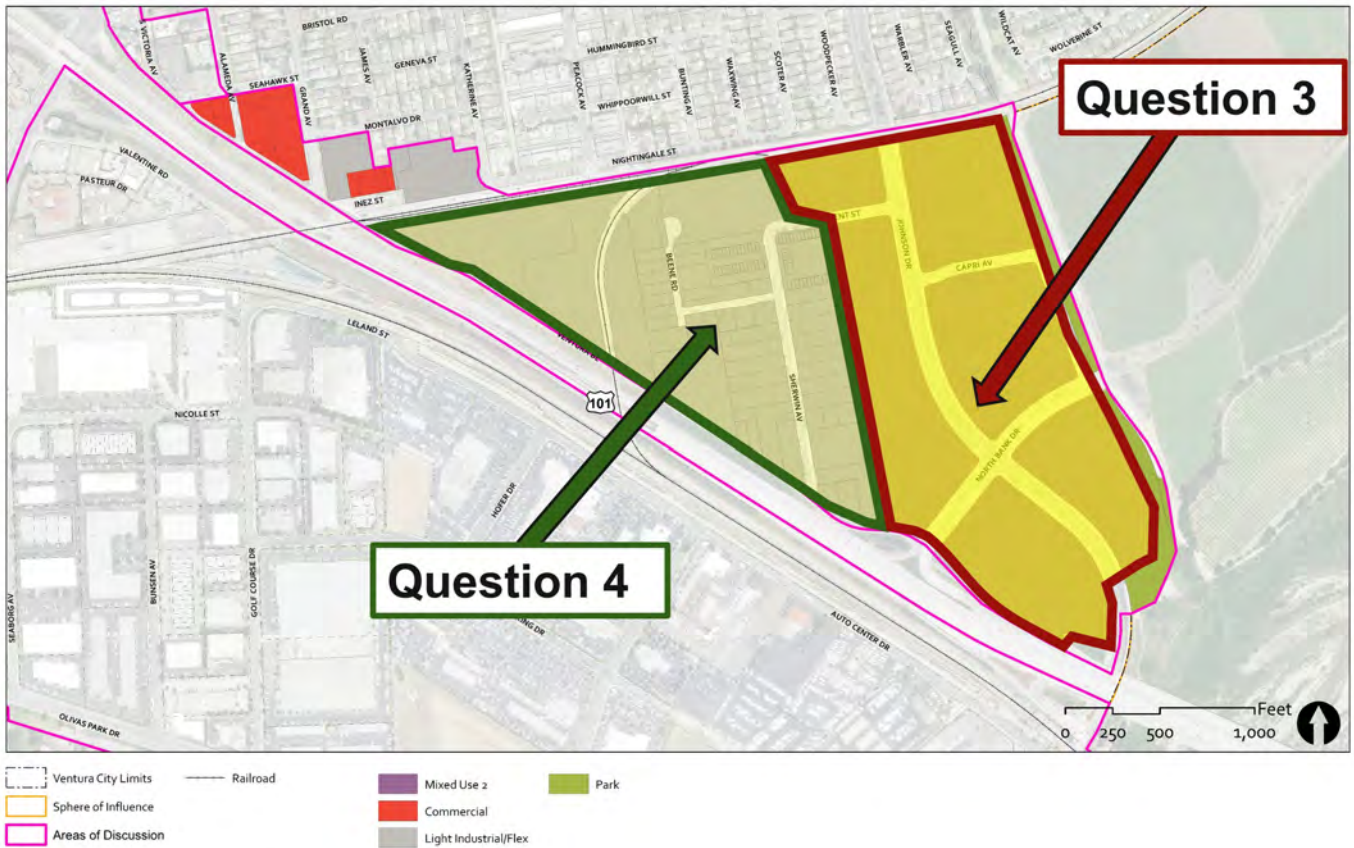 BRISTOL RD
S VICTORIA AV
ALAMEDA AV
JAMES AV
GENEVA ST
KATHERINE AV
HUMMINGBIRD ST
PEACOCK AV
BUNTING AV
WAXWING AV
SCOTER AV
WOODPECKER AV
WARBLER AV
SEAGULL AV
WILDCAT AV
WOLVERINE ST
SEAHAWK ST
GRAND AV
MONTALVO DR
WHIPPOORWILL ST
NIGHTINGALE ST
Question 3
VALENTINE RD
PASTEUR DR
INEZ ST
NT ST
JOHNSON DR
CAPRI AV
BEENE RD
LELAND ST
SHERWIN AV
101
NICOLLE ST
NORTH BANK DR
HOFER DR
Question 4
SEABORG AV
BUNSEN AV
GOLF COURSE DR
AUTO CENTER DR
OLIVAS PARK DR
Feet
0 250 500 1,000
Ventura City Limits
Railroad
Mixed Use 2
Park
Sphere of Influence
Commercial
Areas of Discussion
Light Industrial/Flex